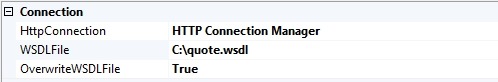 Connection
HttpConnection HTTP Connection Manager
WSDLFile C:\quote.wsdl
OverwriteWSDLFile True